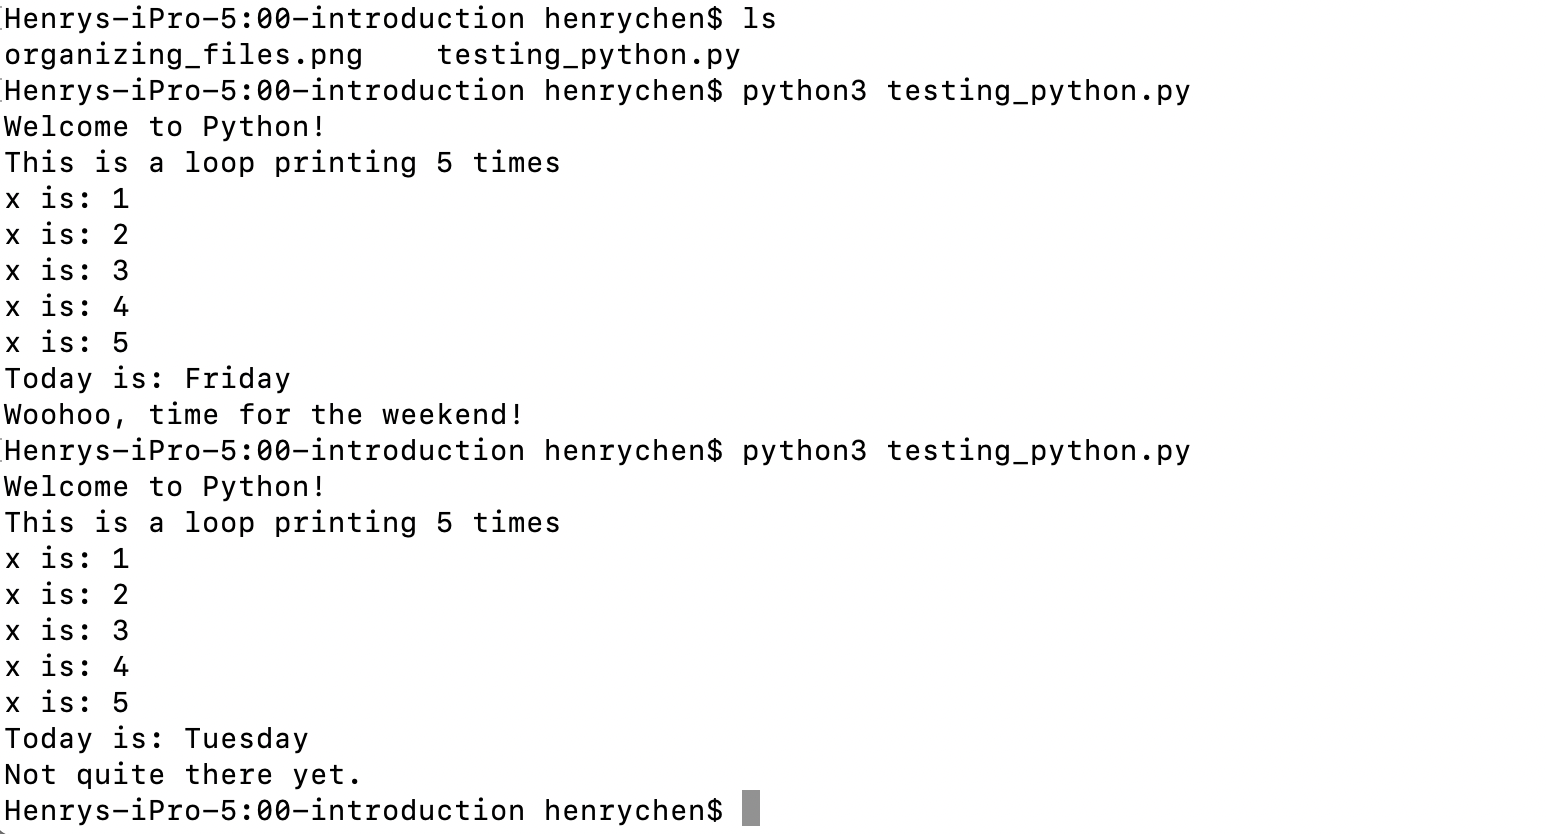 Henrys-iPro-5:00-introduction henrychen$ ls
organizing_files.png    testing_python.py
Henrys-iPro-5:00-introduction henrychen$ python3 testing_python.py
Welcome to Python!
This is a loop printing 5 times
x is: 1
x is: 2
x is: 3
x is: 4
x is: 5
Today is: Friday
Woohoo, time for the weekend!
Henrys-iPro-5:00-introduction henrychen$ python3 testing_python.py
Welcome to Python!
This is a loop printing 5 times
x is: 1
x is: 2
x is: 3
x is: 4
x is: 5
Today is: Tuesday
Not quite there yet.
Henrys-iPro-5:00-introduction henrychen$